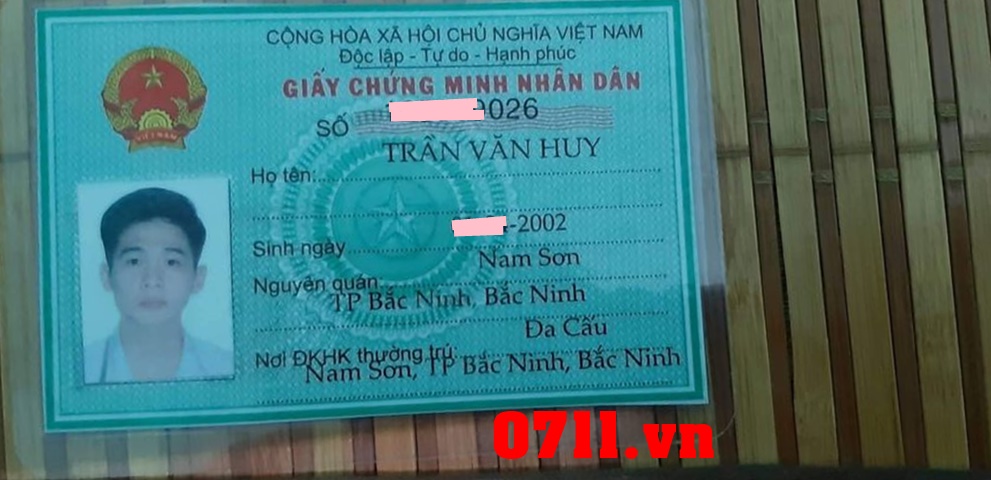 CỘNG HÒA XÃ HỘI CHỦ NGHĨA VIỆT NAM
Độc lập - Tự do - Hạnh phúc
GIẤY CHỨNG MINH NHÂN DÂN
SỐ 026
TRẦN VĂN HUY
Họ tên:
-2002
Sinh ngày
Nam Sơn
Nguyên quán
TP Bắc Ninh, Bắc Ninh
Đa Cấu
Nơi ĐKHK thường trú:
Nam Sơn, TP Bắc Ninh, Bắc Ninh
VIỆT NAM
0711.vn